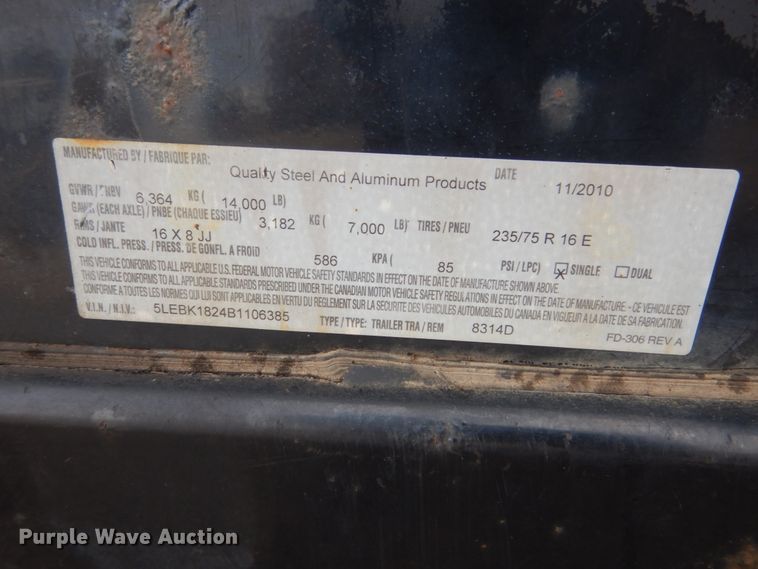 MANUFACTURED BY / FABRIQUE PAR: Quality Steel And Aluminum Products DATE 11/2010
GVWR / PNBV 6,364 KG ( 14,000 LB)
GAWR (EACH AXLE) / PNBE (CHAQUE ESSIEU) 3,182 KG ( 7,000 LB) TIRES / PNEU 235/75 R 16 E
RIMS / JANTE 16 X 8 JJ
COLD INFL. PRESS. / PRESS. DE GONFL. A FROID 586 KPA ( 85 PSI / LPC) X SINGLE DUAL
THIS VEHICLE CONFORMS TO ALL APPLICABLE U.S. FEDERAL MOTOR VEHICLE SAFETY STANDARDS IN EFFECT ON THE DATE OF MANUFACTURE SHOWN ABOVE.
THIS VEHICLE CONFORMS TO ALL APPLICABLE STANDARDS PRESCRIBED UNDER THE CANADIAN MOTOR VEHICLE SAFETY REGULATIONS IN EFFECT ON THE DATE OF MANUFACTURE - CE VEHICULE EST
CONFORME A TOUTES LES NORMES QUI LUI SONT APPLICABLES EN VERTU DU REGLEMENT SUR LA SECURITE DES VEHICULES AUTOMOBILES DU CANADA EN VIGUEUR A LA DATE DE SA FABRICATION.
V.I.N. / N.I.V.: 5LEBK1824B1106385 TYPE / TYPE: TRAILER TRA / REM 8314D
FD-306 REV A
Purple Wave Auction
PurpleWave.com